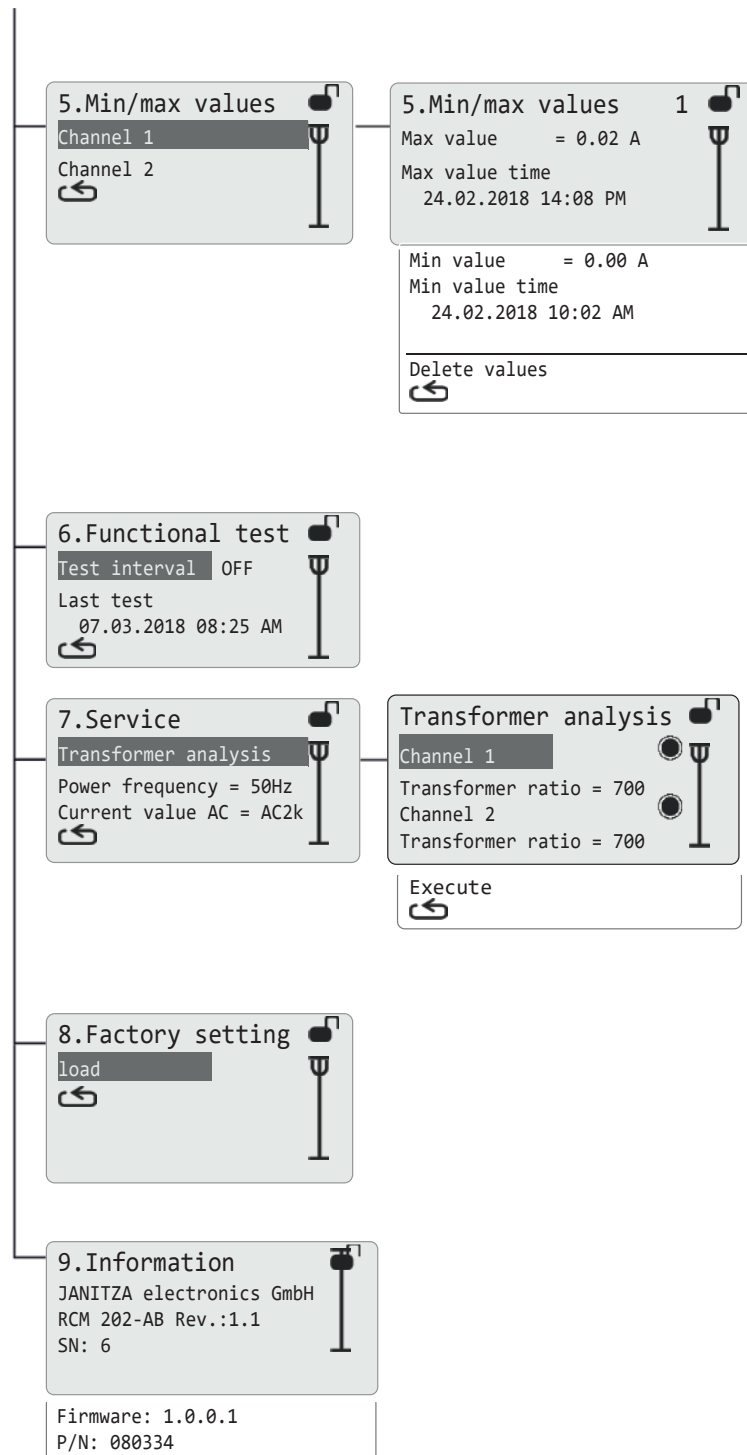 5.Min/max values
Channel 1
Channel 2
5.Min/max values 1
Max value = 0.02 A
Max value time
24.02.2018 14:08 PM
Min value = 0.00 A
Min value time
24.02.2018 10:02 AM
Delete values
6.Functional test
Test interval OFF
Last test
07.03.2018 08:25 AM
7.Service
Transformer analysis
Power frequency = 50Hz
Current value AC = AC2k
Transformer analysis
Channel 1
Transformer ratio = 700
Channel 2
Transformer ratio = 700
Execute
8.Factory setting
load
9.Information
JANITZA electronics GmbH
RCM 202-AB Rev.:1.1
SN: 6
Firmware: 1.0.0.1
P/N: 080334